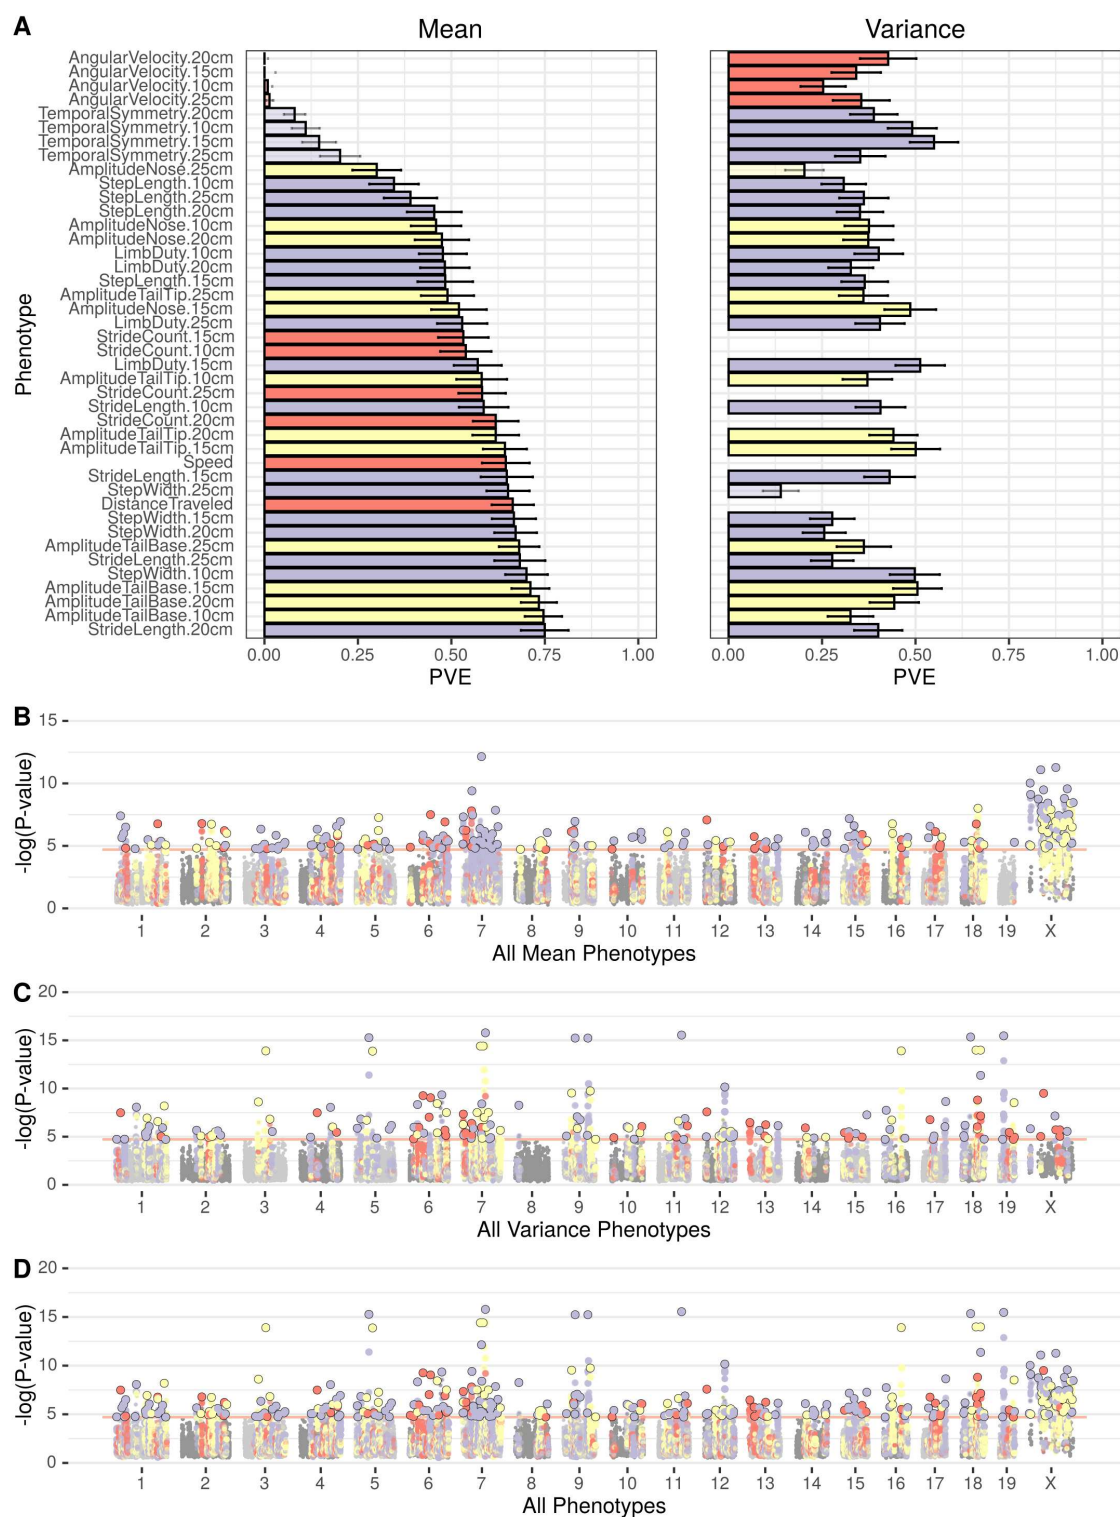 A
Mean
Variance
AngularVelocity.20cm
AngularVelocity.15cm
AngularVelocity.10cm
AngularVelocity.25cm
TemporalSymmetry.20cm
TemporalSymmetry.10cm
TemporalSymmetry.15cm
TemporalSymmetry.25cm
AmplitudeNose.25cm
StepLength.10cm
StepLength.25cm
StepLength.20cm
AmplitudeNose.10cm
AmplitudeNose.20cm
LimbDuty.10cm
LimbDuty.20cm
StepLength.15cm
AmplitudeTailTip.25cm
AmplitudeNose.15cm
LimbDuty.25cm
StrideCount.15cm
StrideCount.10cm
LimbDuty.15cm
AmplitudeTailTip.10cm
StrideCount.25cm
StrideLength.10cm
StrideCount.20cm
AmplitudeTailTip.20cm
AmplitudeTailTip.15cm
Speed
StrideLength.15cm
StepWidth.25cm
DistanceTraveled
StepWidth.15cm
StepWidth.20cm
AmplitudeTailBase.25cm
StrideLength.25cm
StepWidth.10cm
AmplitudeTailBase.15cm
AmplitudeTailBase.20cm
AmplitudeTailBase.10cm
StrideLength.20cm
Phenotype
0.00 0.25 0.50 0.75 1.00
0.00 0.25 0.50 0.75 1.00
PVE
PVE
B
15
10
5
0
-log(P-value)
1 2 3 4 5 6 7 8 9 10 11 12 13 14 15 16 17 18 19 X
All Mean Phenotypes
C
20
15
10
5
0
-log(P-value)
1 2 3 4 5 6 7 8 9 10 11 12 13 14 15 16 17 18 19 X
All Variance Phenotypes
D
20
15
10
5
0
-log(P-value)
1 2 3 4 5 6 7 8 9 10 11 12 13 14 15 16 17 18 19 X
All Phenotypes